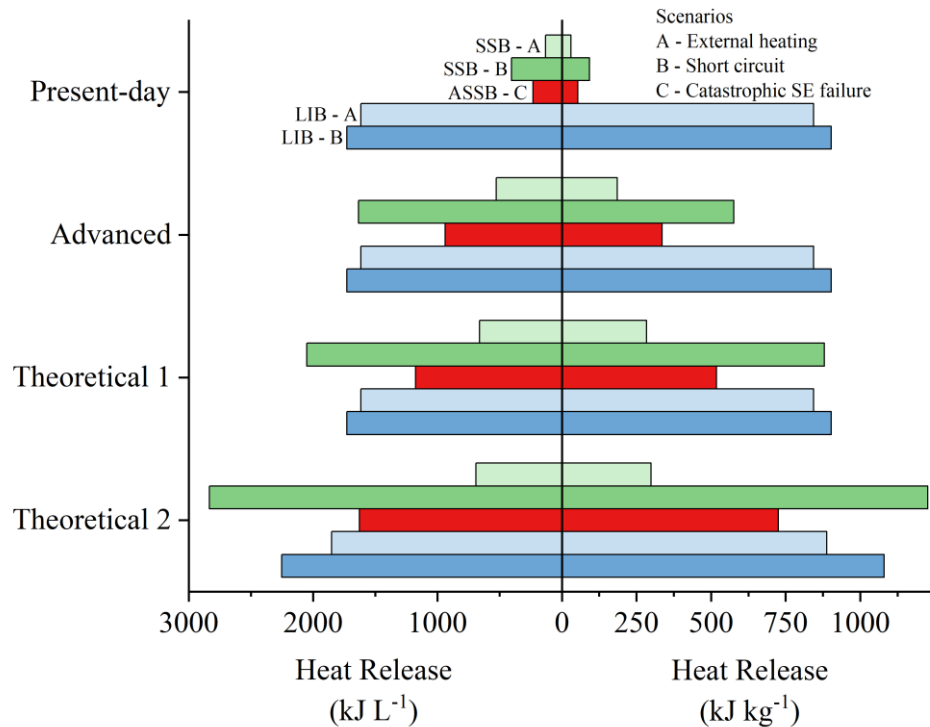 Scenarios
A - External heating
B - Short circuit
C - Catastrophic SE failure
SSB - A
SSB - B
ASSB - C
LIB - A
LIB - B
Present-day
Advanced
Theoretical 1
Theoretical 2
3000 2000 1000 0 250 500 750 1000
Heat Release
(kJ L⁻¹)
Heat Release
(kJ kg⁻¹)